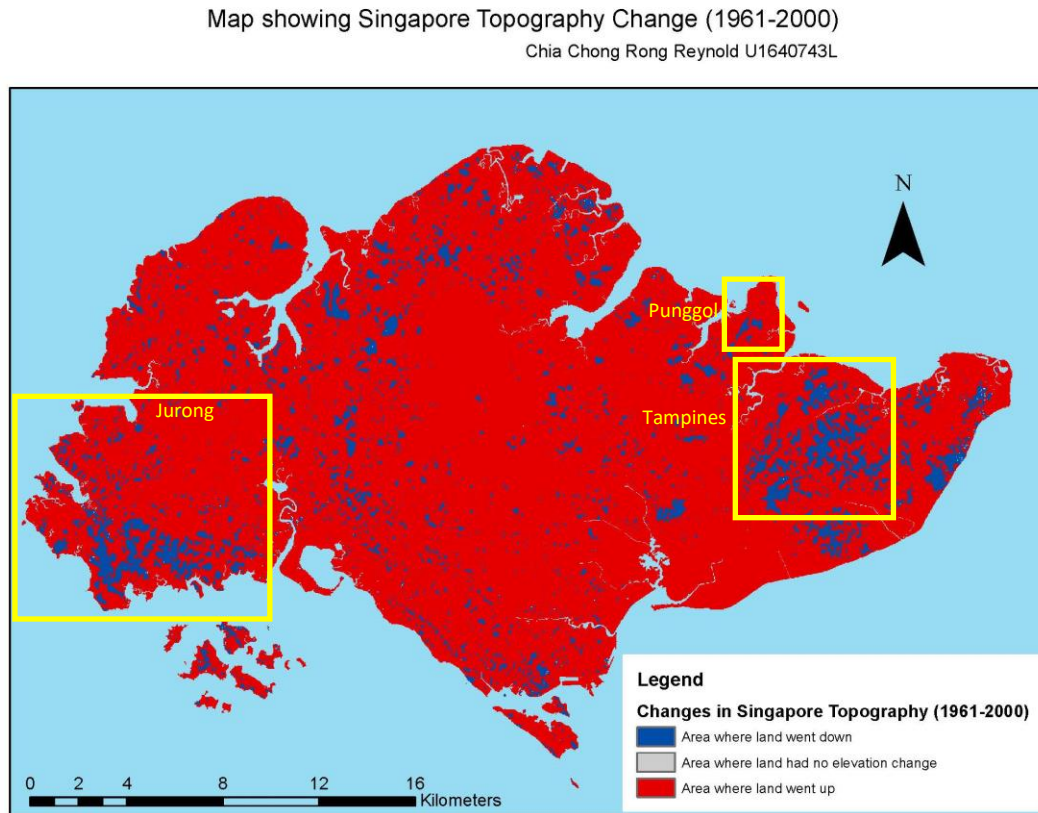 Map showing Singapore Topography Change (1961-2000)
Chia Chong Rong Reynold U1640743L
N
Punggol
Tampines
Jurong
Legend
Changes in Singapore Topography (1961-2000)
Area where land went down
Area where land had no elevation change
Area where land went up
0 2 4 8 12 16
Kilometers